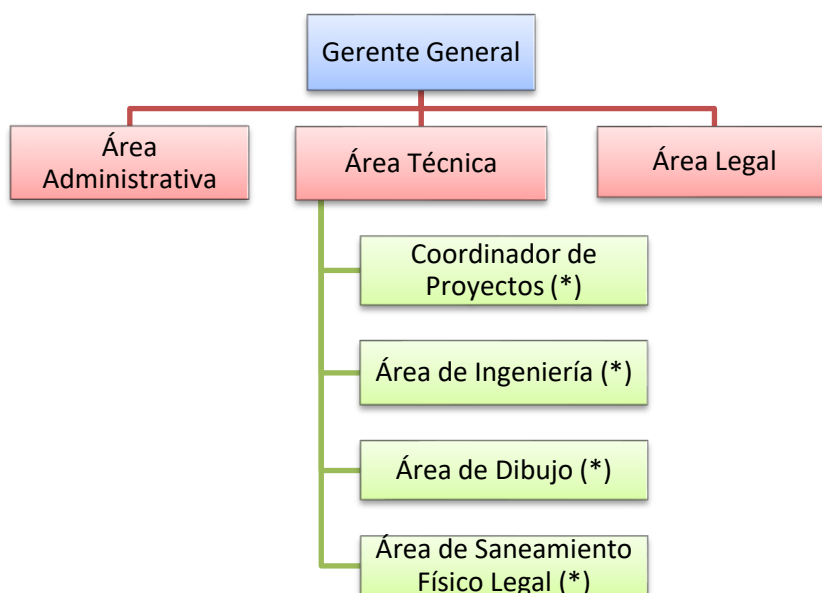 Gerente General
Área
Administrativa
Área Técnica
Área Legal
Coordinador de
Proyectos (*)
Área de Ingeniería (*)
Área de Dibujo (*)
Área de Saneamiento
Físico Legal (*)